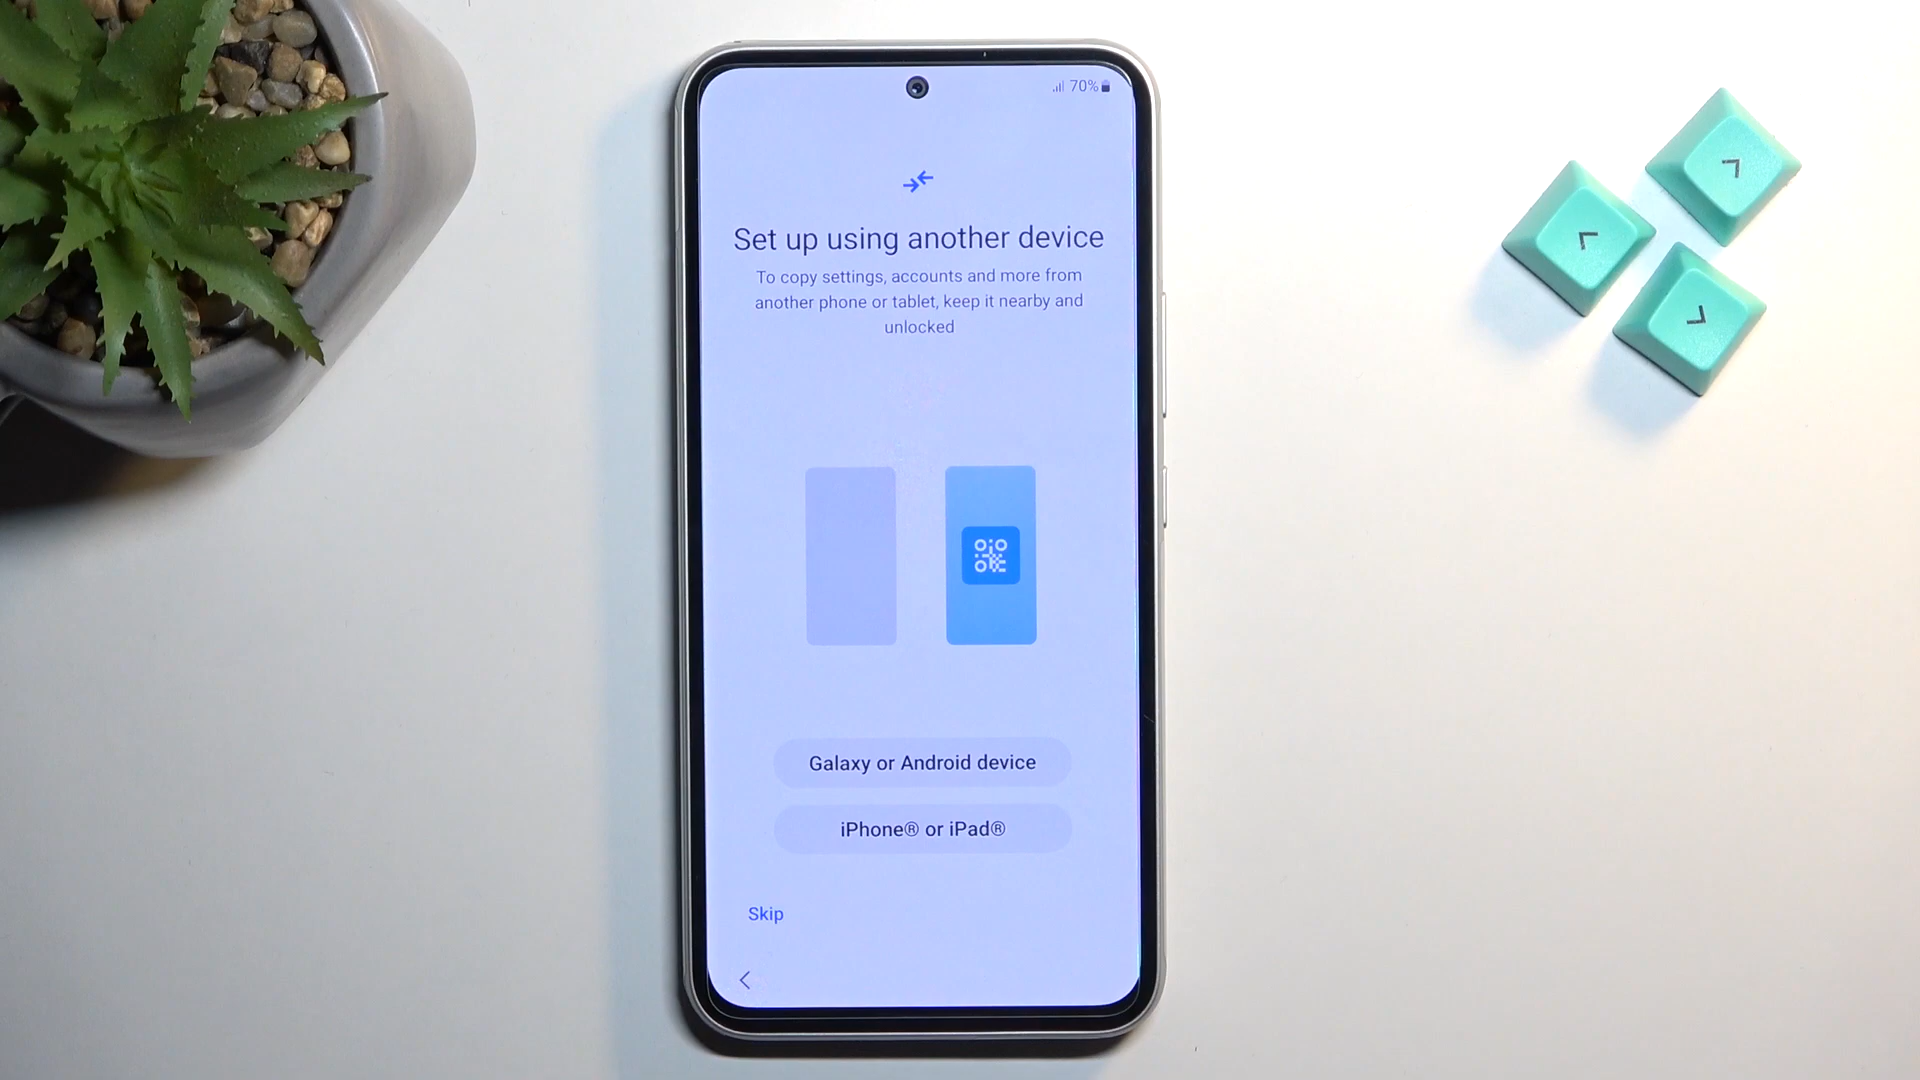 70%
Set up using another device
To copy settings, accounts and more from
another phone or tablet, keep it nearby and
unlocked
Galaxy or Android device
iPhone® or iPad®
Skip